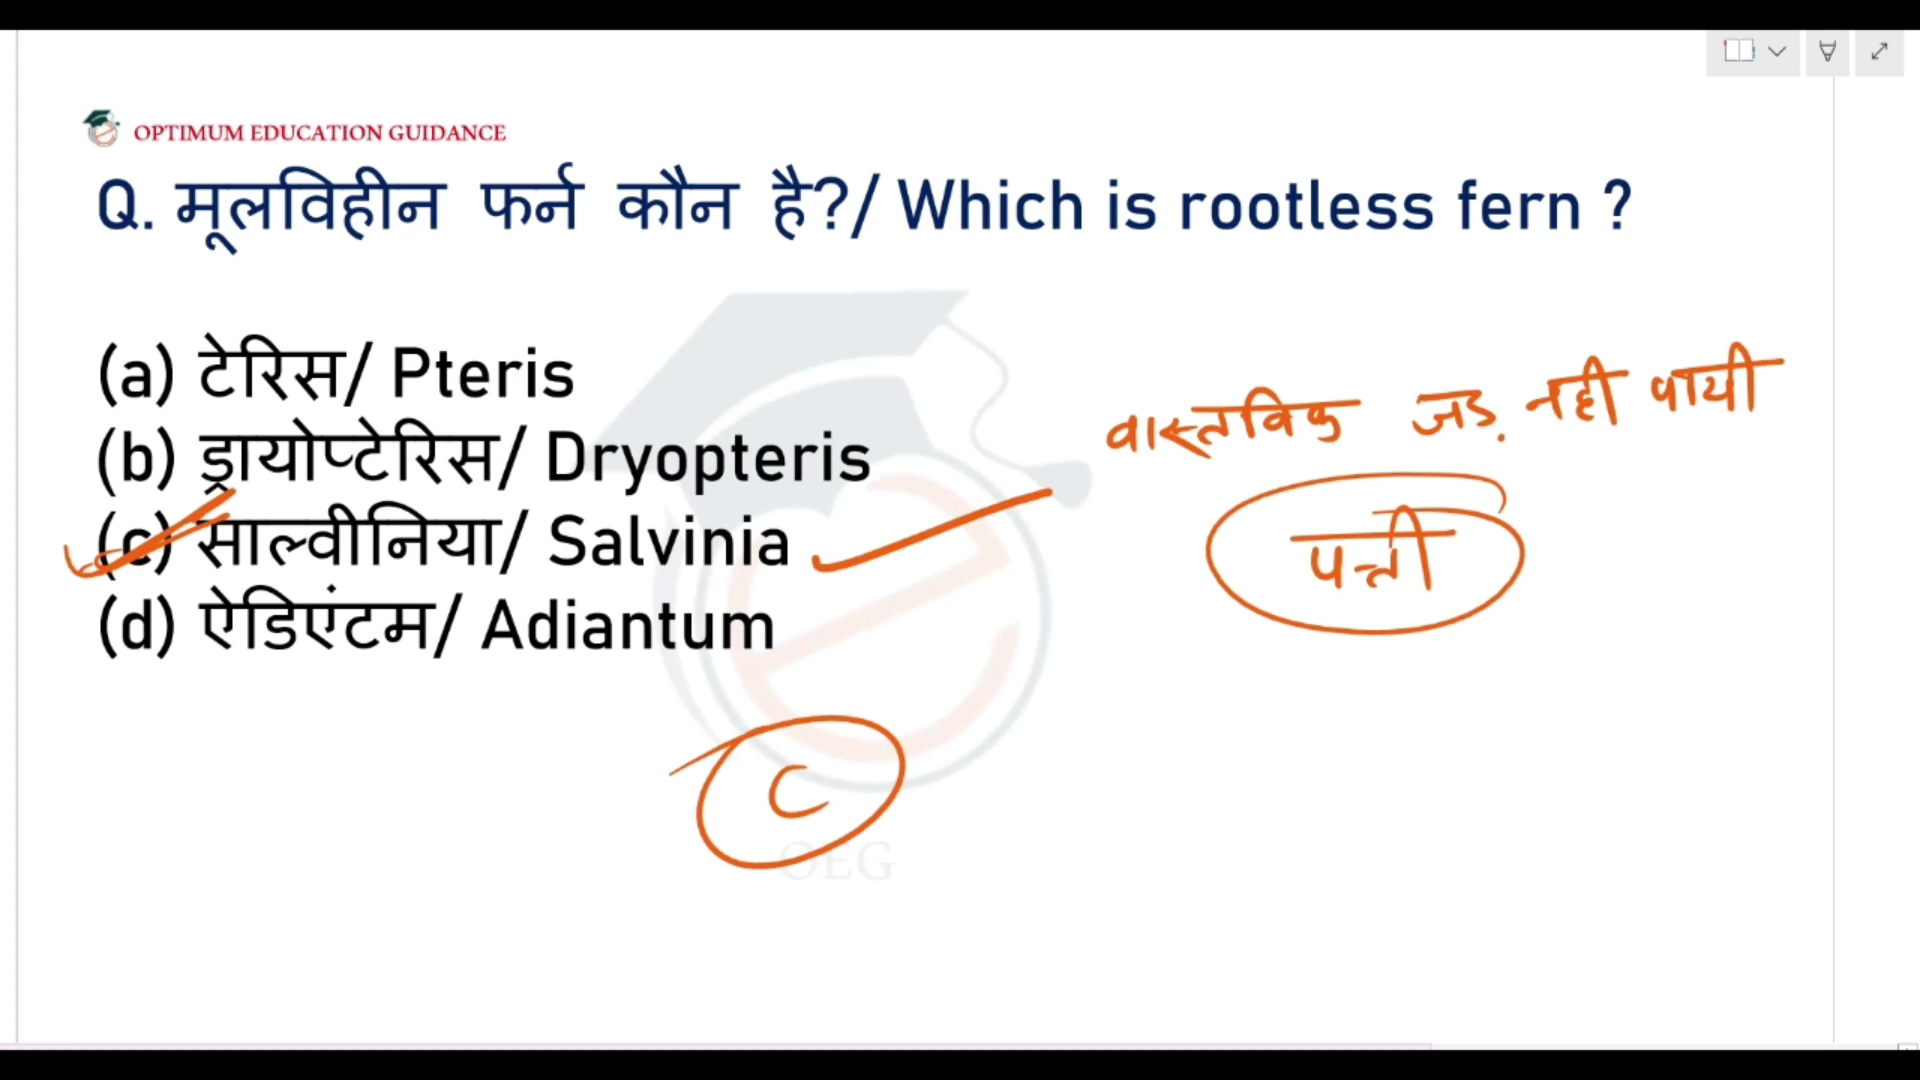 OPTIMUM EDUCATION GUIDANCE
Q. मूलविहीन फर्न कौन है?/ Which is rootless fern ?
(a) टेरिस/ Pteris
(b) ड्रायोप्टेरिस/ Dryopteris
(c) साल्वीनिया/ Salvinia
(d) ऐडिएंटम/ Adiantum
वास्तविक जड़ नही पायी
पत्ती
C
OEG